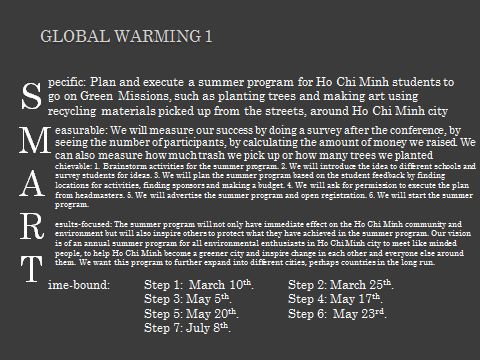 GLOBAL WARMING 1
Specific: Plan and execute a summer program for Ho Chi Minh students to
go on Green Missions, such as planting trees and making art using
recycling materials picked up from the streets, around Ho Chi Minh city
Measurable: We will measure our success by doing a survey after the conference, by
seeing the number of participants, by calculating the amount of money we raised. We
can also measure how much trash we pick up or how many trees we planted
Achievable: 1. Brainstorm activities for the summer program. 2. We will introduce the idea to different schools and
survey students for ideas. 3. We will plan the summer program based on the student feedback by finding
locations for activities, finding sponsors and making a budget. 4. We will ask for permission to execute the plan
from headmasters. 5. We will advertise the summer program and open registration. 6. We will start the summer
program.
Results-focused: The summer program will not only have immediate effect on the Ho Chi Minh community and
environment but will also inspire others to protect what they have achieved in the summer program. Our vision
is of an annual summer program for all environmental enthusiasts in Ho Chi Minh city to meet like minded
people, to help Ho Chi Minh become a greener city and inspire change in each other and everyone else around
them. We want this program to further expand into different cities, perhaps countries in the long run.
Time-bound: Step 1: March 10th. Step 2: March 25th.
Step 3: May 5th. Step 4: May 17th.
Step 5: May 20th. Step 6: May 23rd.
Step 7: July 8th.